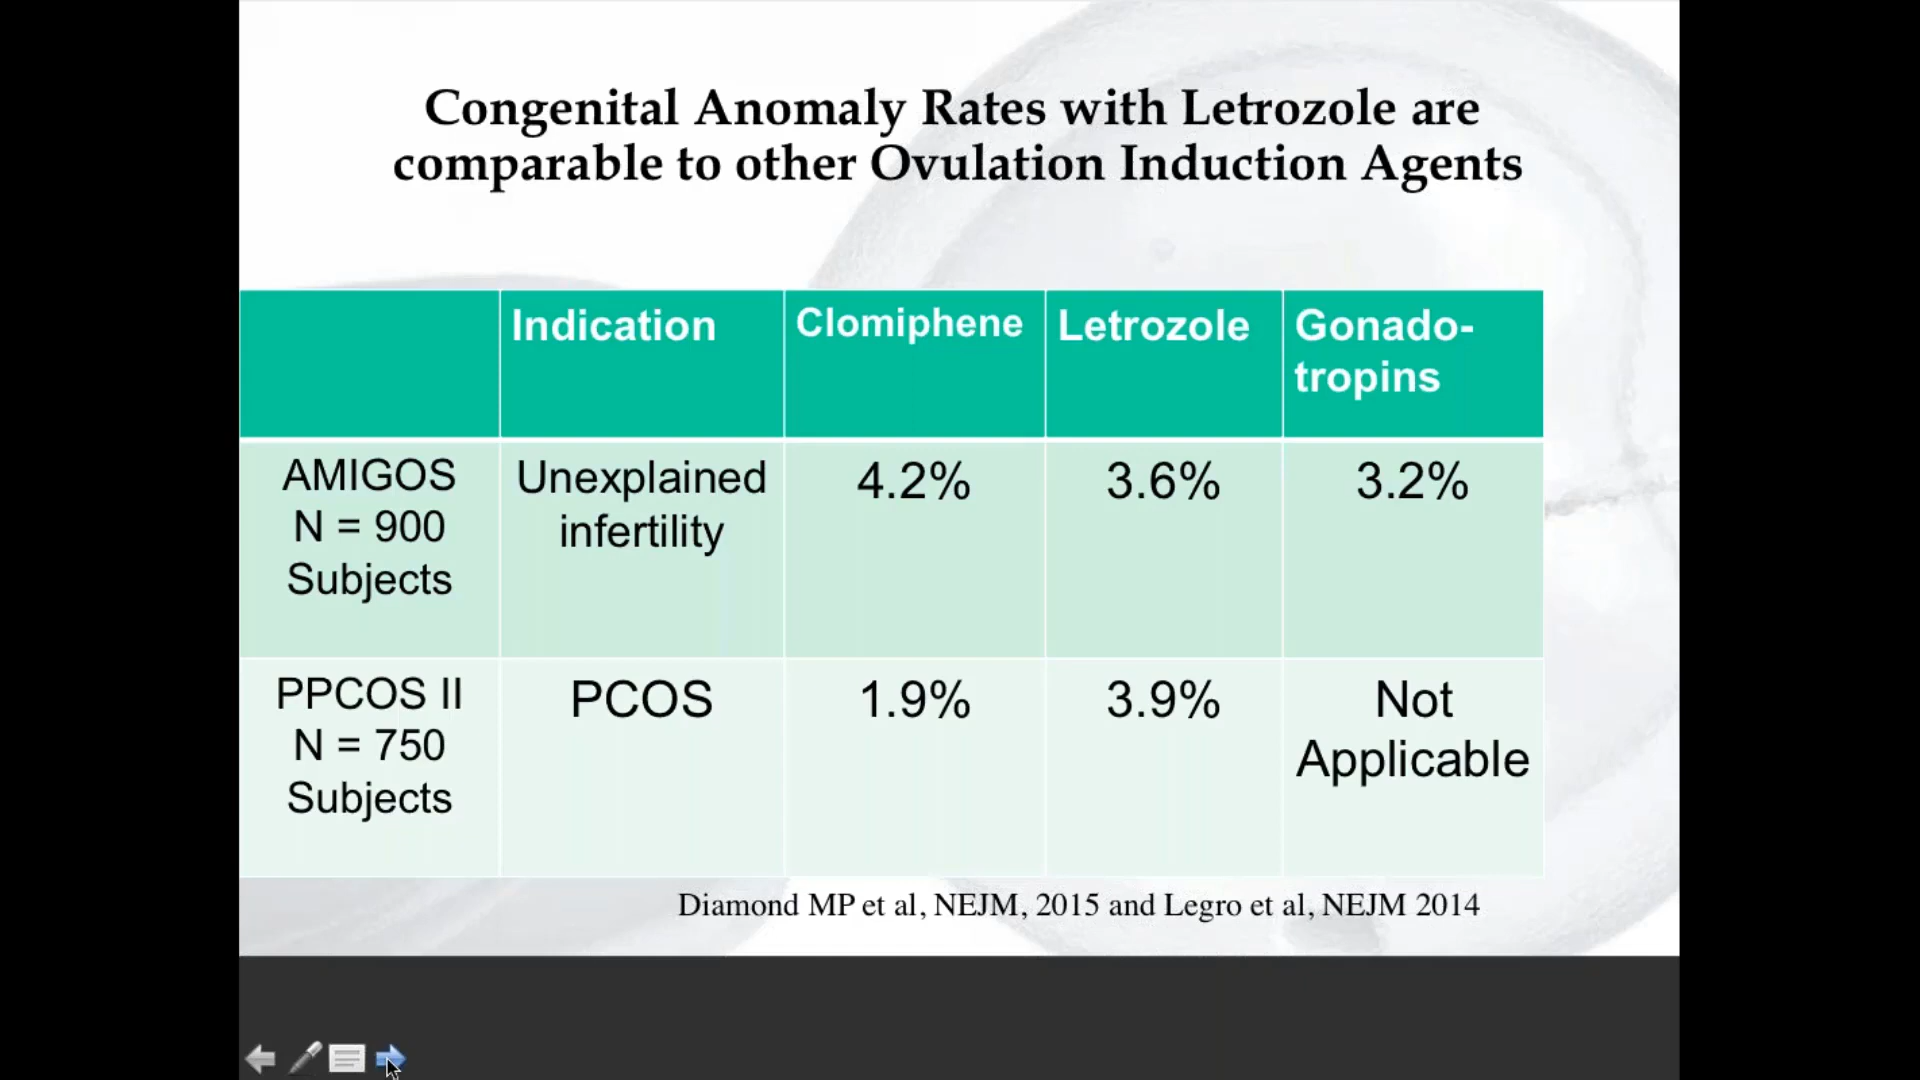 Congenital Anomaly Rates with Letrozole are
comparable to other Ovulation Induction Agents
Indication Clomiphene Letrozole Gonado-
tropins
AMIGOS
N = 900
Subjects
Unexplained
infertility
4.2%
3.6%
3.2%
PPCOS II
N = 750
Subjects
PCOS
1.9%
3.9%
Not
Applicable
Diamond MP et al, NEJM, 2015 and Legro et al, NEJM 2014